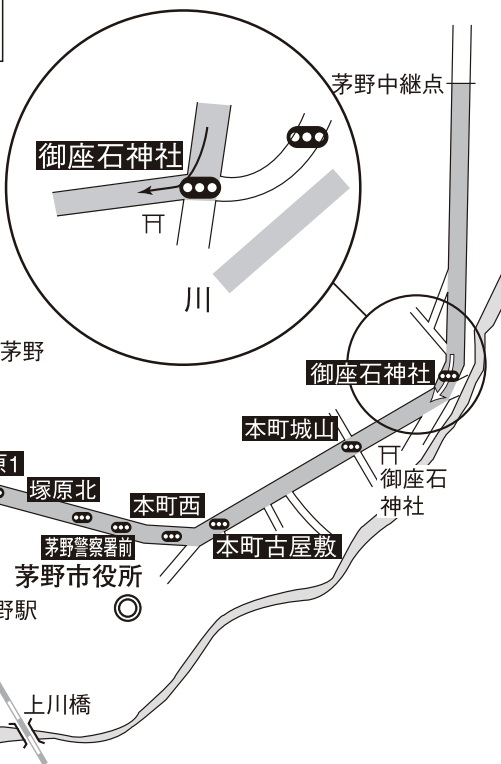 茅野中継点
御座石神社
川
茅野
御座石神社
本町城山
御座石
神社
原1
塚原北
本町西
茅野警察署前
本町古屋敷
茅野市役所
野駅
上川橋